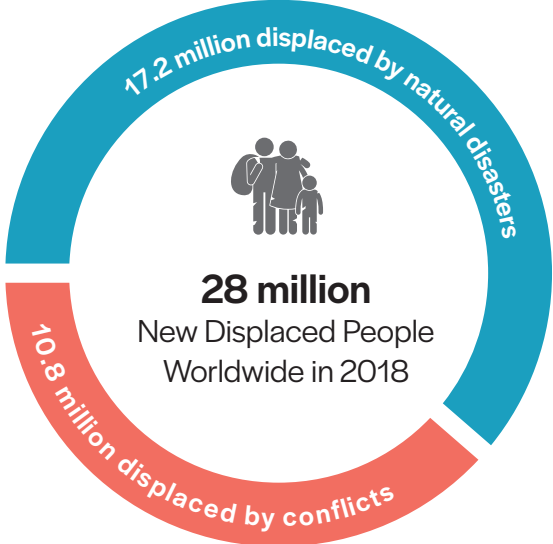 17.2 million displaced by natural disasters
28 million
New Displaced People
Worldwide in 2018
10.8 million displaced by conflicts